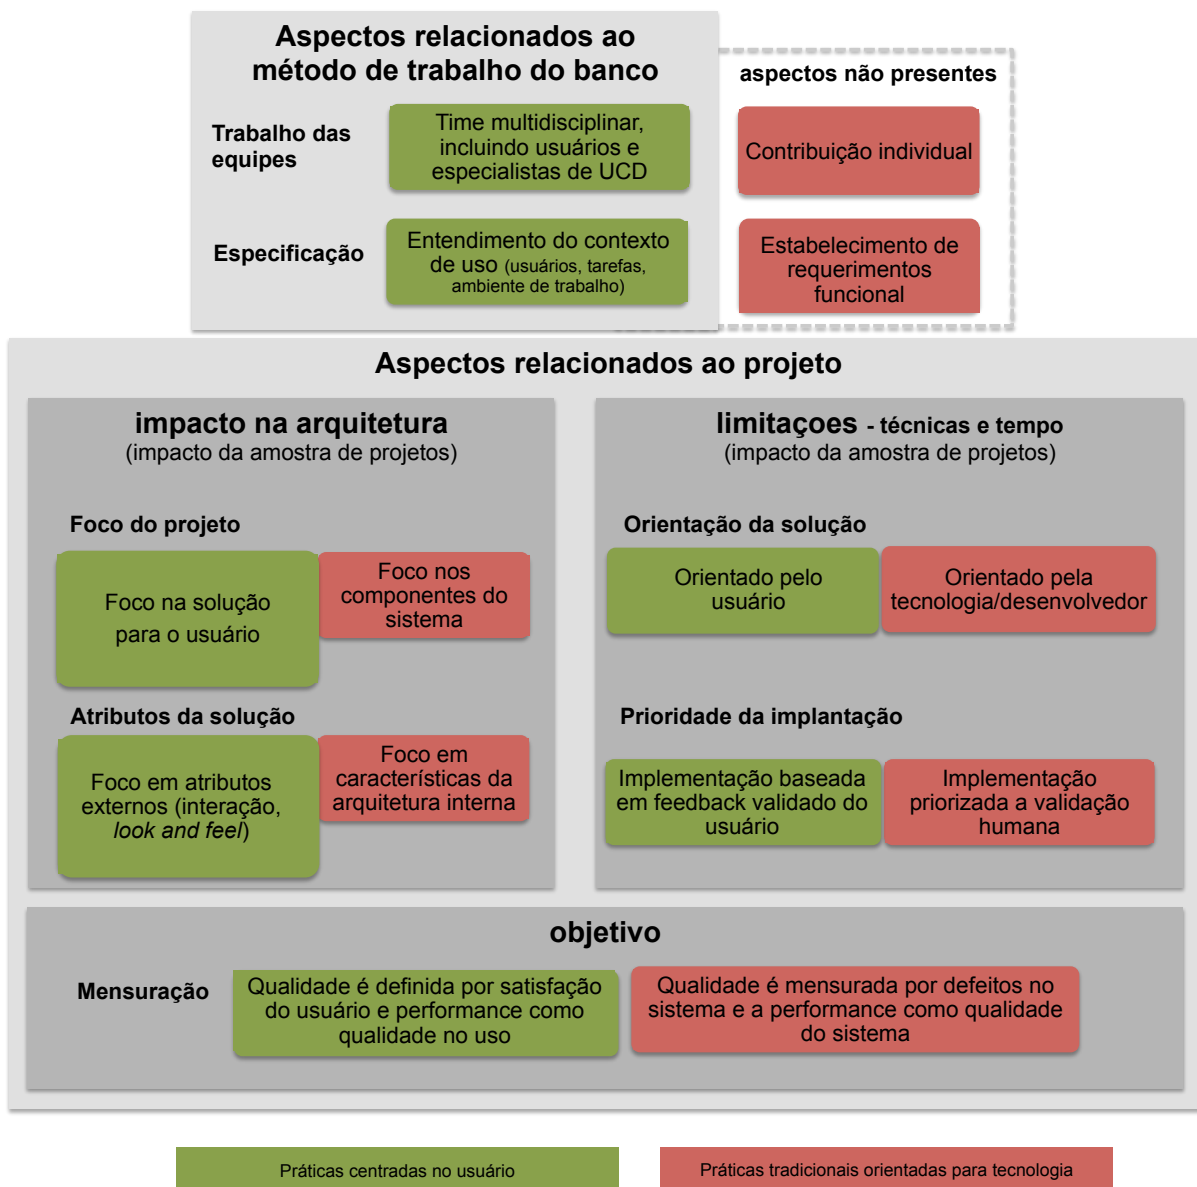 Aspectos relacionados ao
método de trabalho do banco
aspectos não presentes
Trabalho das
equipes
Time multidisciplinar,
incluindo usuários e
especialistas de UCD
Contribuição individual
Especificação
Entendimento do contexto
de uso (usuários, tarefas,
ambiente de trabalho)
Estabelecimento de
requerimentos
funcional
Aspectos relacionados ao projeto
impacto na arquitetura
(impacto da amostra de projetos)
Foco do projeto
Foco na solução
para o usuário
Foco nos
componentes do
sistema
Atributos da solução
Foco em atributos
externos (interação,
look and feel)
Foco em
características da
arquitetura interna
limitaçoes - técnicas e tempo
(impacto da amostra de projetos)
Orientação da solução
Orientado pelo
usuário
Orientado pela
tecnologia/desenvolvedor
Prioridade da implantação
Implementação baseada
em feedback validado do
usuário
Implementação
priorizada a validação
humana
objetivo
Mensuração
Qualidade é definida por satisfação
do usuário e performance como
qualidade no uso
Qualidade é mensurada por defeitos no
sistema e a performance como qualidade
do sistema
Práticas centradas no usuário
Práticas tradicionais orientadas para tecnologia